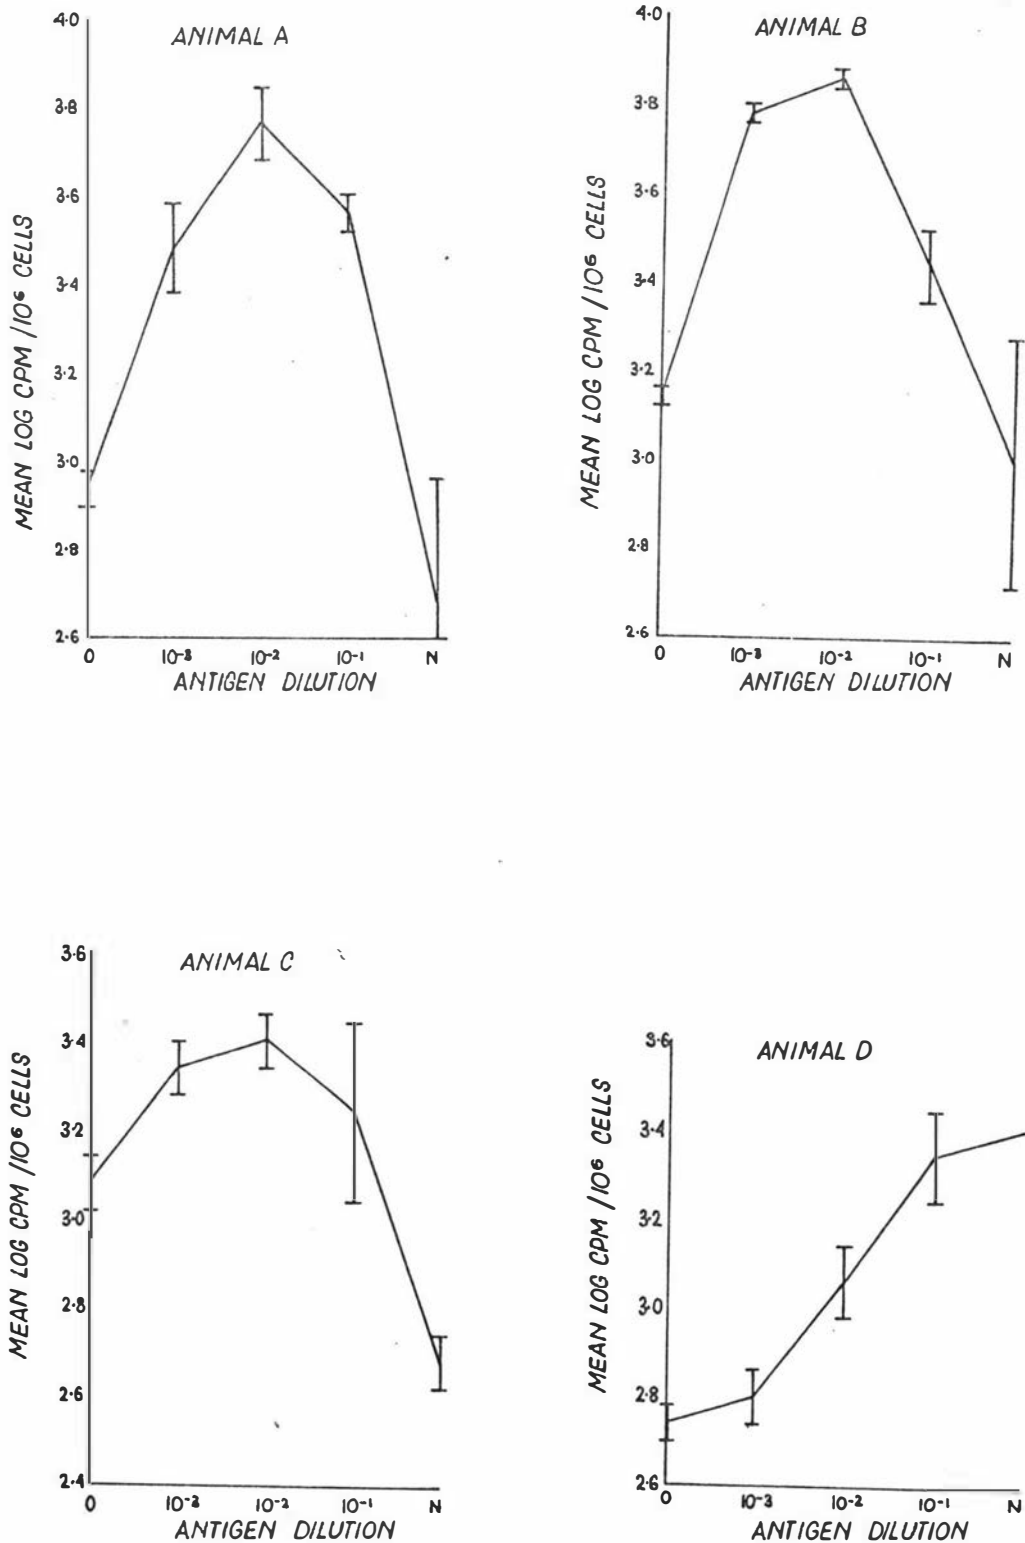 ANIMAL A
4.0
3.8
3.6
3.4
3.2
3.0
2.8
2.6
MEAN LOG CPM /10⁶ CELLS
0 10⁻³ 10⁻² 10⁻¹ N
ANTIGEN DILUTION
ANIMAL B
4.0
3.8
3.6
3.4
3.2
3.0
2.8
2.6
MEAN LOG CPM /10⁶ CELLS
0 10⁻³ 10⁻² 10⁻¹ N
ANTIGEN DILUTION
ANIMAL C
3.6
3.4
3.2
3.0
2.8
2.6
2.4
MEAN LOG CPM /10⁶ CELLS
0 10⁻³ 10⁻² 10⁻¹ N
ANTIGEN DILUTION
ANIMAL D
3.6
3.4
3.2
3.0
2.8
2.6
MEAN LOG CPM /10⁶ CELLS
0 10⁻³ 10⁻² 10⁻¹ N
ANTIGEN DILUTION